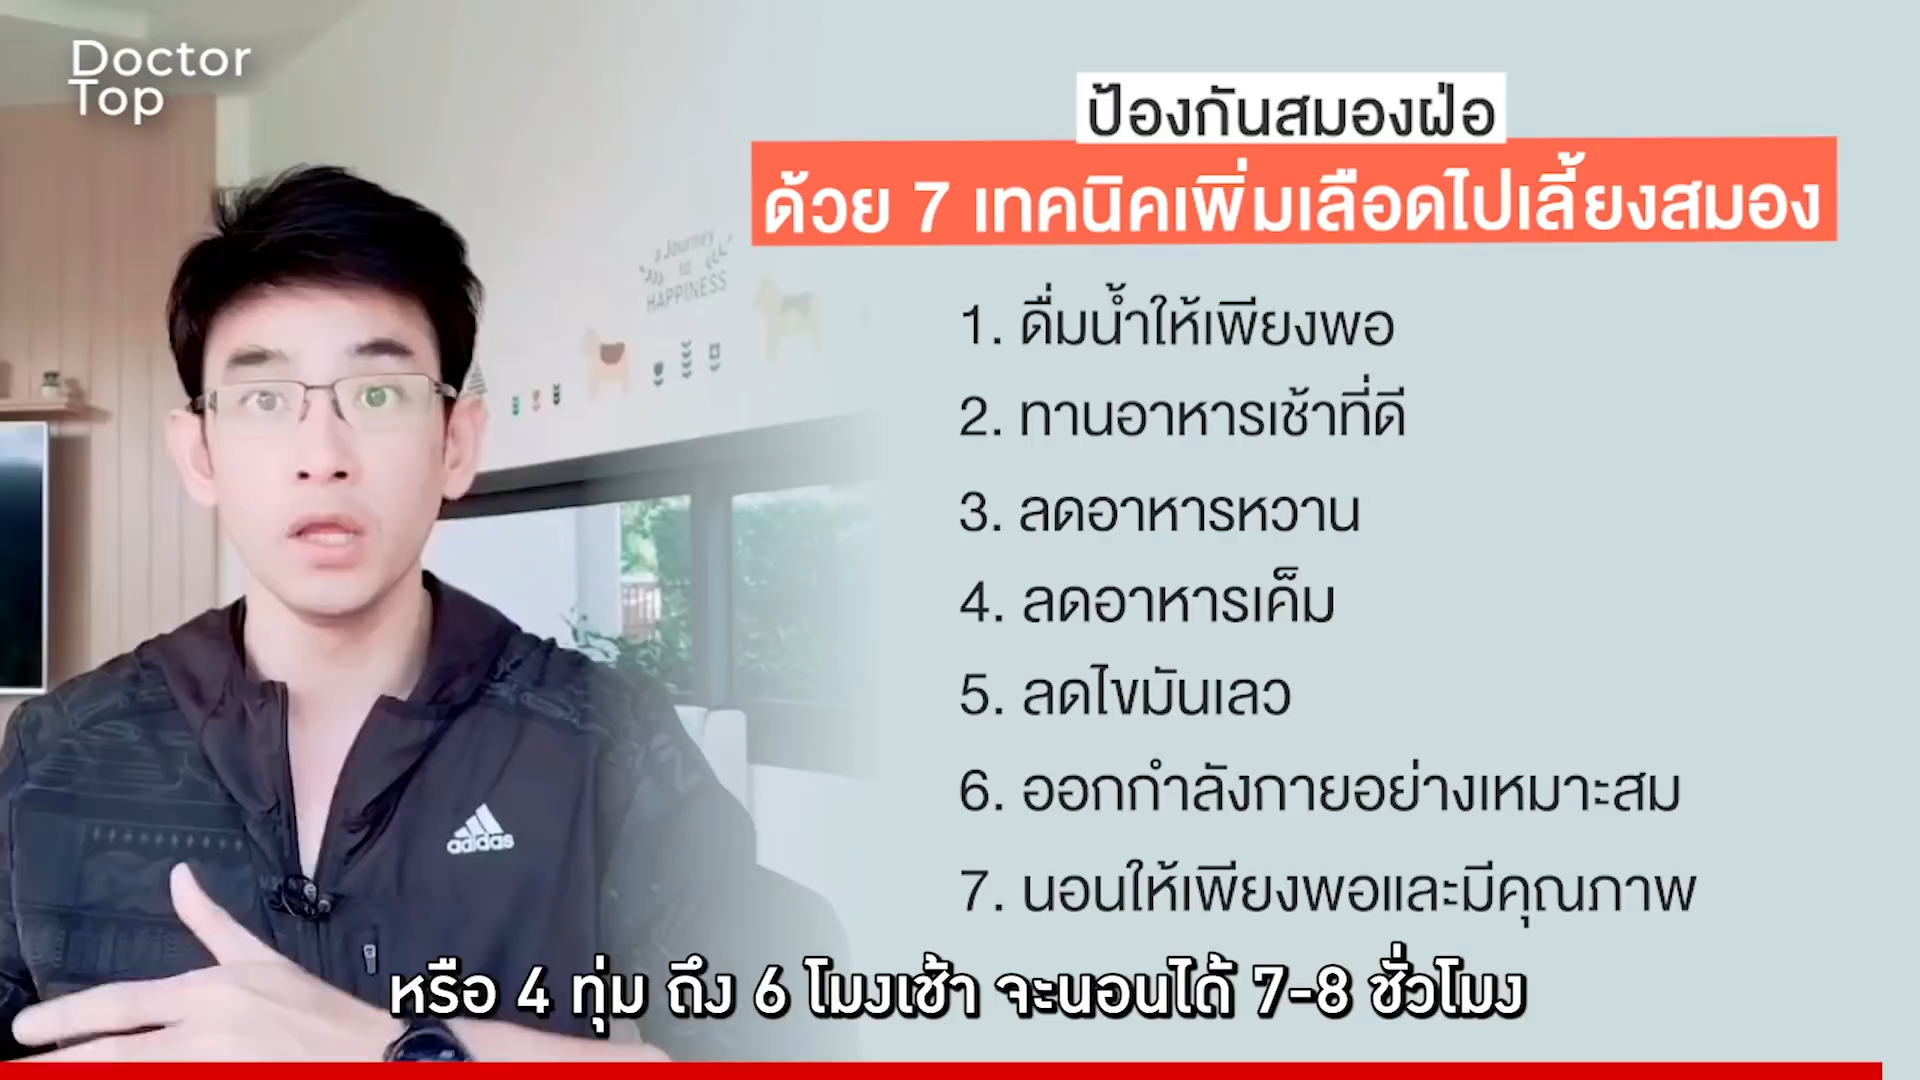 Doctor
Top
ป้องกันสมองฝ่อ
ด้วย 7 เทคนิคเพิ่มเลือดไปเลี้ยงสมอง
a Journey
to
HAPPINESS
1. ดื่มน้ำให้เพียงพอ
2. ทานอาหารเช้าที่ดี
3. ลดอาหารหวาน
4. ลดอาหารเค็ม
5. ลดไขมันเลว
6. ออกกำลังกายอย่างเหมาะสม
7. นอนให้เพียงพอและมีคุณภาพ
adidas
หรือ 4 ทุ่ม ถึง 6 โมงเช้า จะนอนได้ 7-8 ชั่วโมง